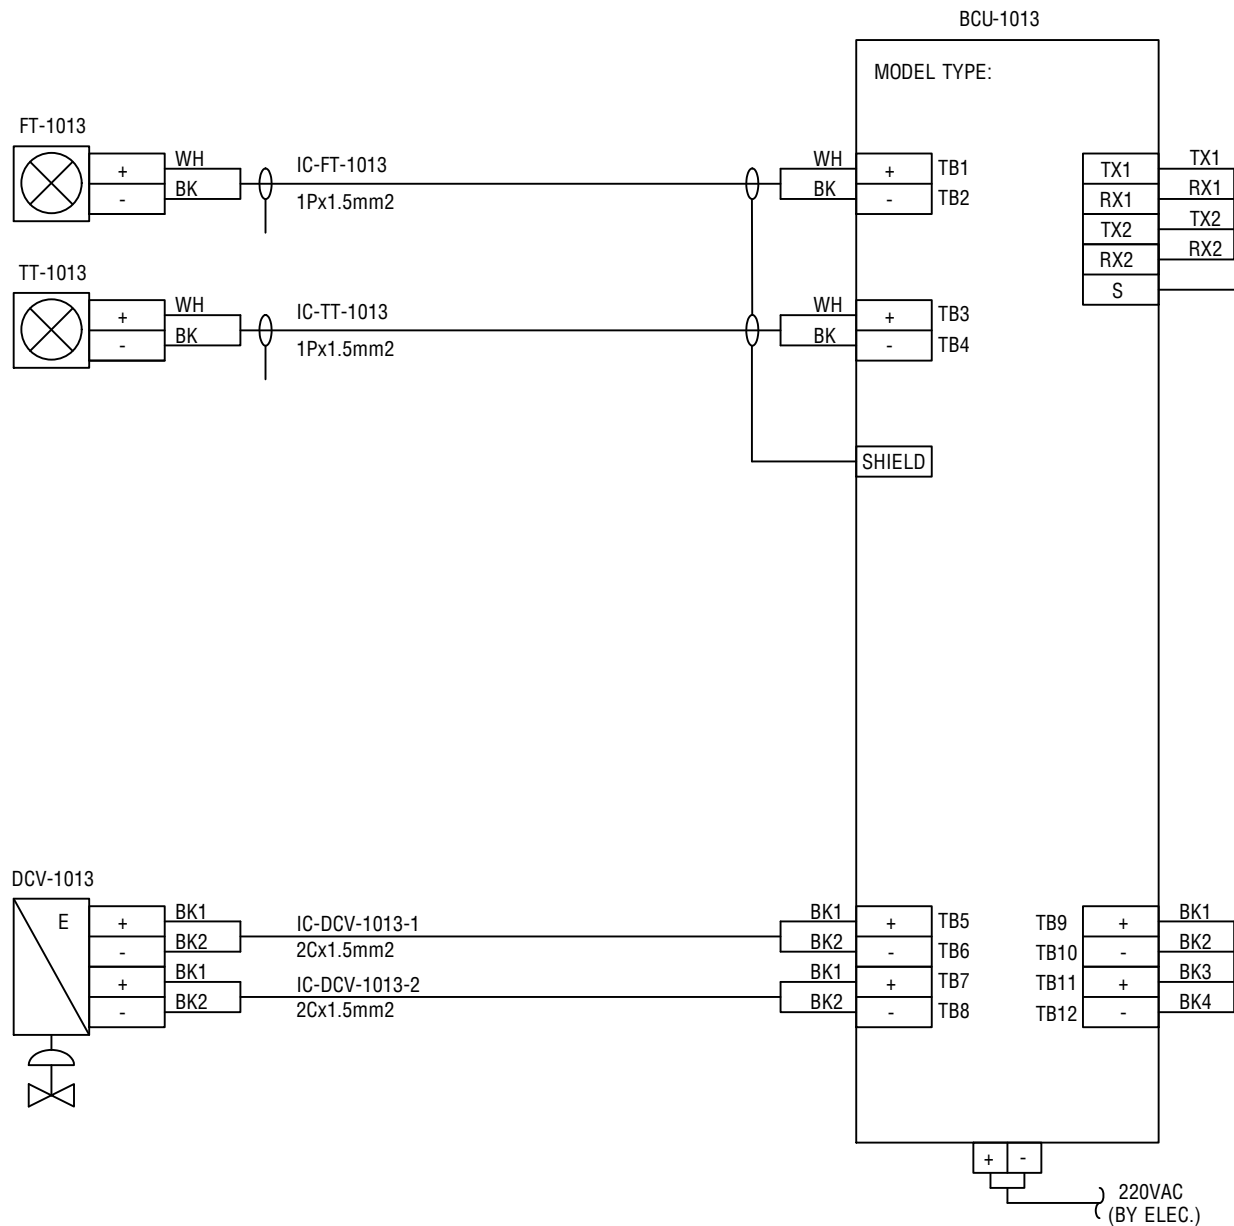 BCU-1013
MODEL TYPE:
FT-1013
+
-
WH
BK
IC-FT-1013
1Px1.5mm2
WH
BK
+
-
TB1
TB2
TX1
RX1
TX2
RX2
S
TX1
RX1
TX2
RX2
TT-1013
+
-
WH
BK
IC-TT-1013
1Px1.5mm2
WH
BK
+
-
TB3
TB4
SHIELD
DCV-1013
E
+
-
+
-
BK1
BK2
BK1
BK2
IC-DCV-1013-1
2Cx1.5mm2
IC-DCV-1013-2
2Cx1.5mm2
BK1
BK2
BK1
BK2
+
-
+
-
TB5
TB6
TB7
TB8
TB9
TB10
TB11
TB12
+
-
+
-
BK1
BK2
BK3
BK4
+
-
220VAC
(BY ELEC.)